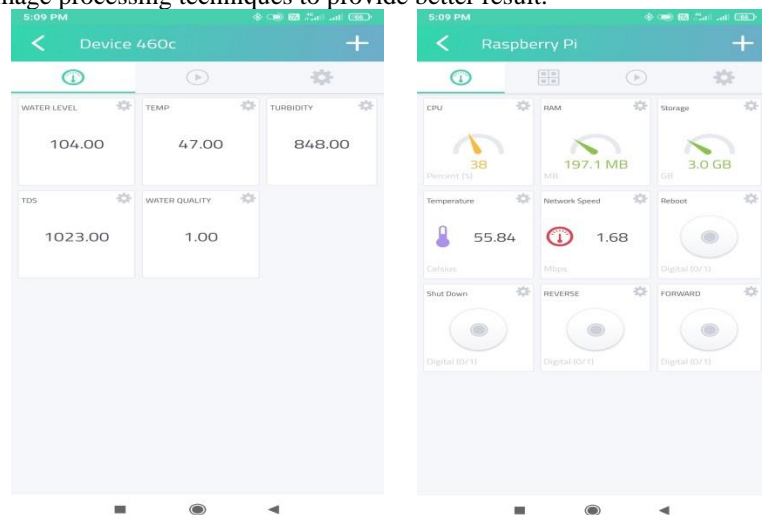 mage processing techniques to provide better result.
5:09 PM
Device 460c
WATER LEVEL TEMP TURBIDITY
104.00 47.00 848.00
TDS WATER QUALITY
1023.00 1.00
5:09 PM
Raspberry Pi
CPU RAM Storage
38 197.1 MB 3.0 GB
Percent (%) MB GB
Temperature Network Speed Reboot
55.84 1.68
Celsius Mbps Digital (0/1)
Shut Down REVERSE FORWARD
Digital (0/1) Digital (0/1) Digital (0/1)